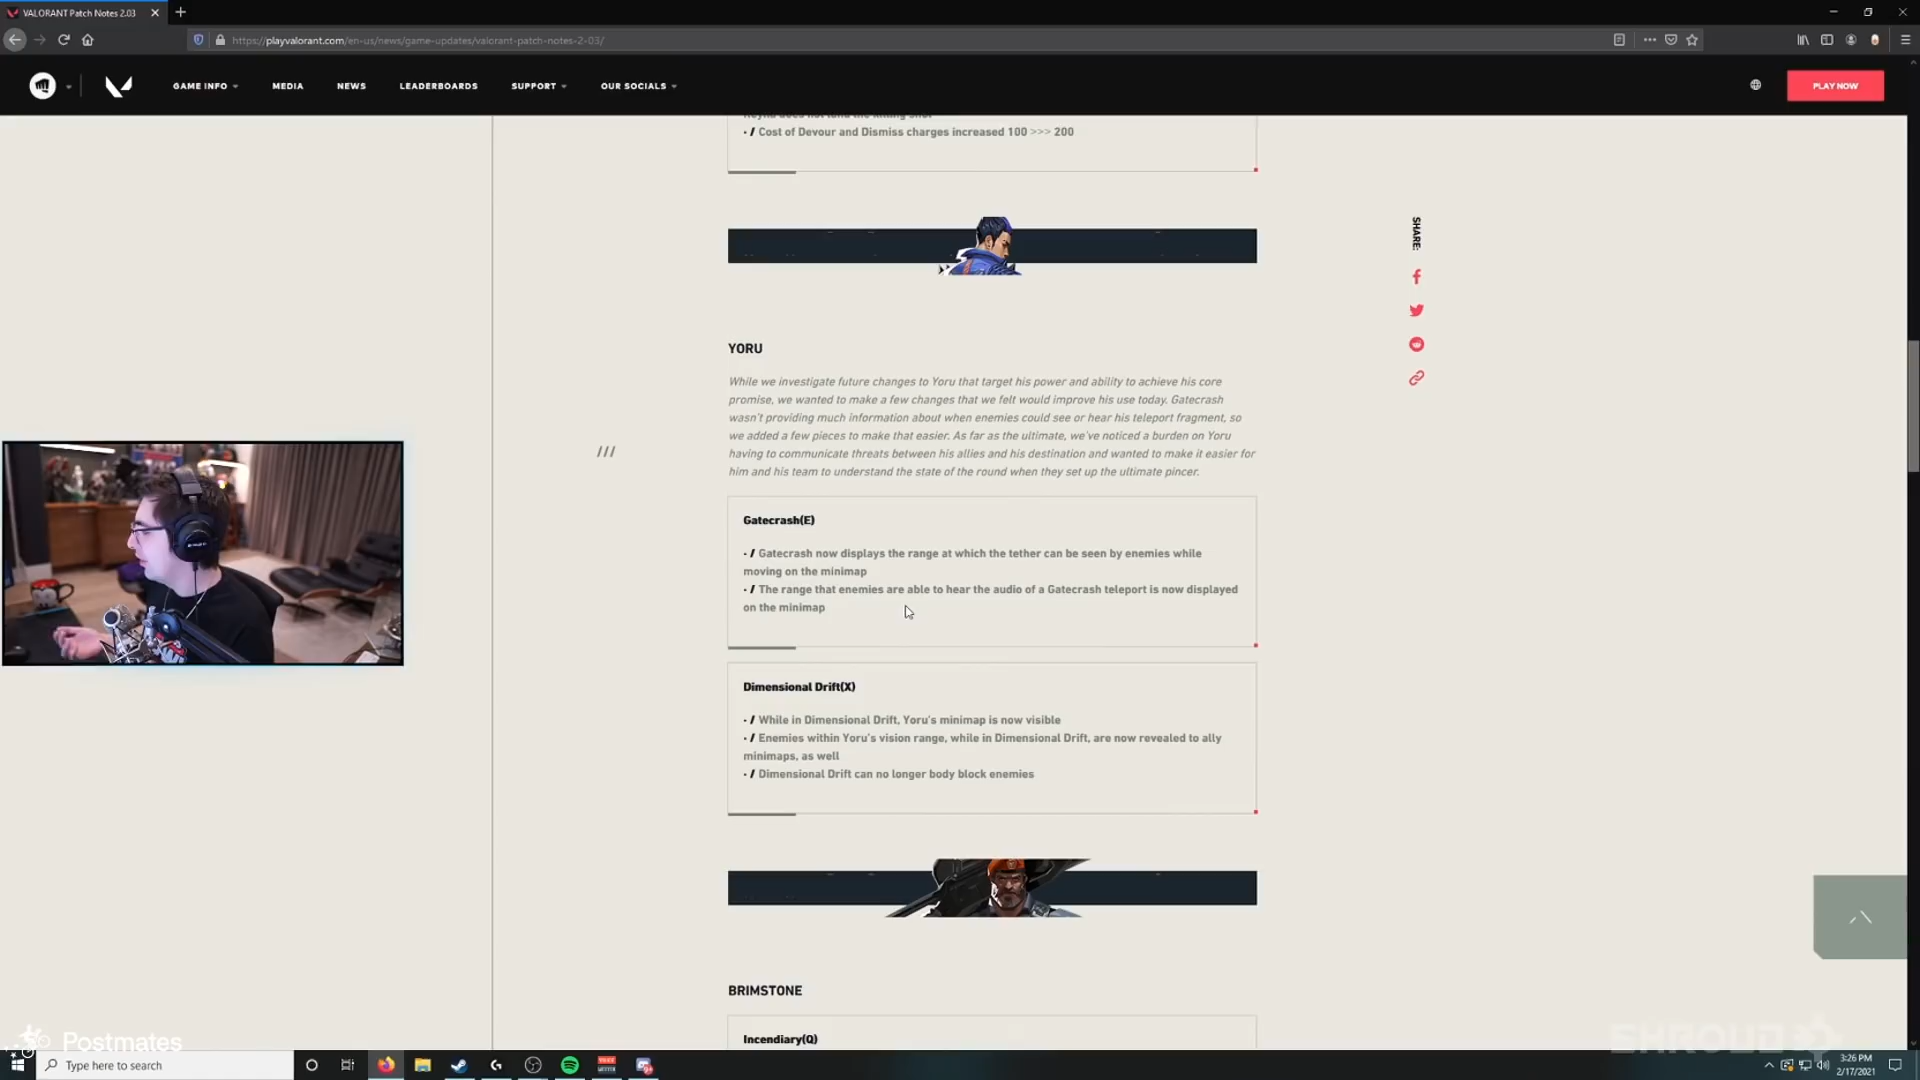 VALORANT Patch Notes 2.03
https://playvalorant.com/en-us/news/game-updates/valorant-patch-notes-2-03/
GAME INFO
MEDIA
NEWS
LEADERBOARDS
SUPPORT
OUR SOCIALS
PLAY NOW
- / Cost of Devour and Dismiss charges increased 100 >>> 200
SHARE:
YORU
While we investigate future changes to Yoru that target his power and ability to achieve his core
promise, we wanted to make a few changes that we felt would improve his use today. Gatecrash
wasn't providing much information about when enemies could see or hear his teleport fragment, so
we added a few pieces to make that easier. As far as the ultimate, we've noticed a burden on Yoru
having to communicate threats between his allies and his destination and wanted to make it easier for
him and his team to understand the state of the round when they set up the ultimate pincer.
///
Gatecrash(E)
- / Gatecrash now displays the range at which the tether can be seen by enemies while
moving on the minimap
- / The range that enemies are able to hear the audio of a Gatecrash teleport is now displayed
on the minimap
Dimensional Drift(X)
- / While in Dimensional Drift, Yoru's minimap is now visible
- / Enemies within Yoru's vision range, while in Dimensional Drift, are now revealed to ally
minimaps, as well
- / Dimensional Drift can no longer body block enemies
BRIMSTONE
Incendiary(Q)
Postmates
SHROUD
Type here to search
3:26 PM
2/17/2021